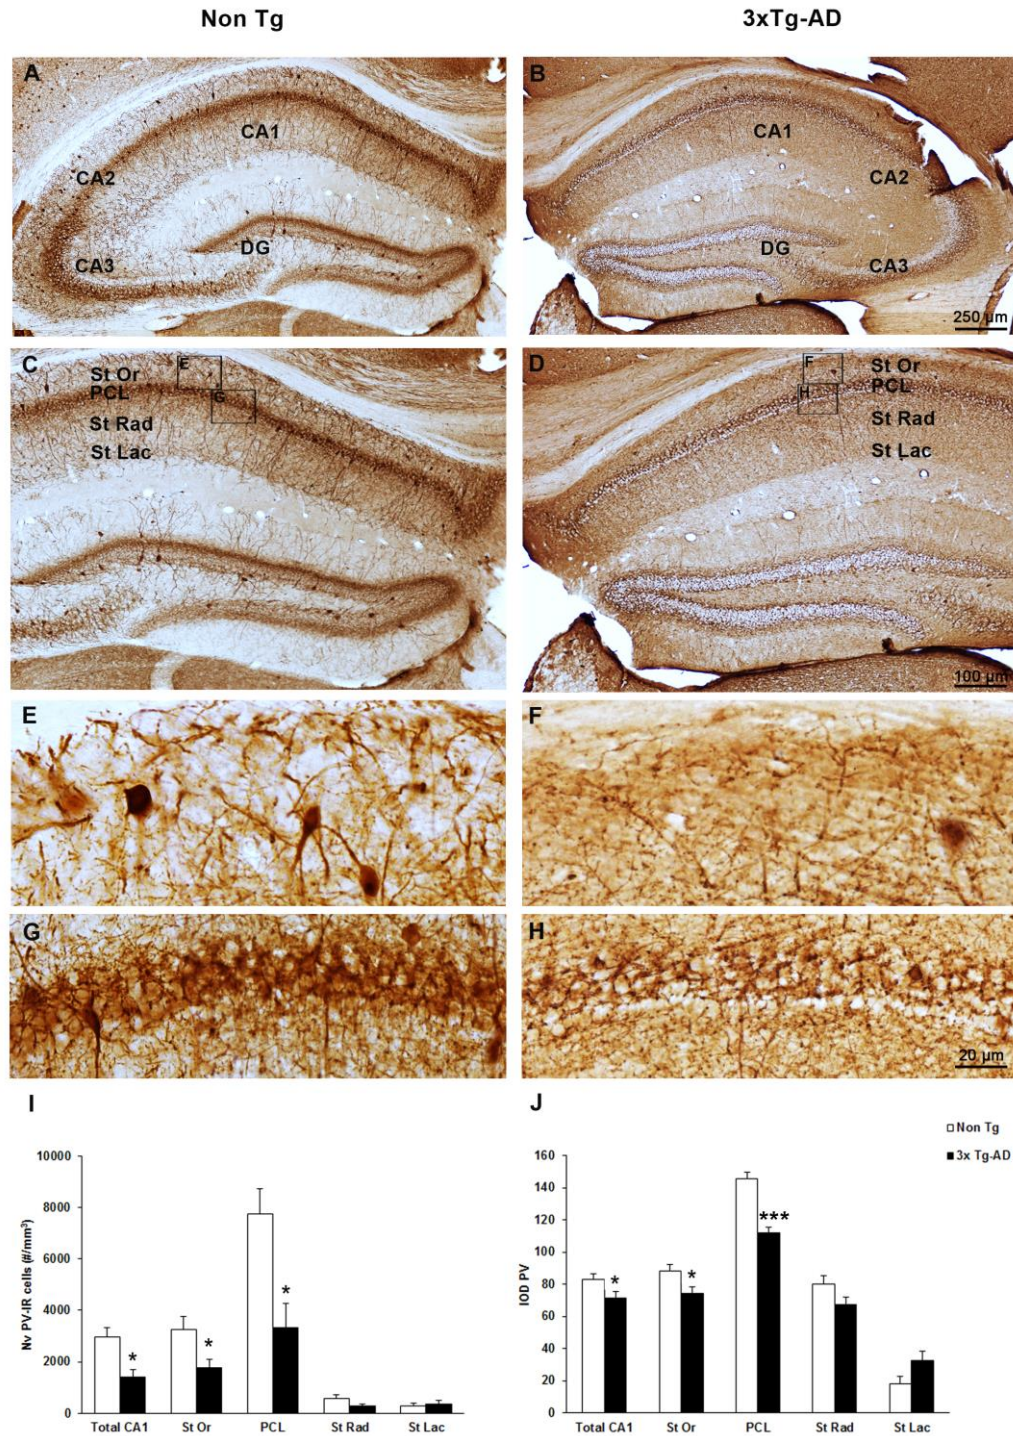 Non Tg 3xTg-AD
A B
CA1 CA1
CA2 CA2
DG DG
CA3 CA3
250 µm
C D
E F
St Or St Or
PCL PCL
G H
St Rad St Rad
St Lac St Lac
100 µm
E F
G H
20 µm
I J
Non Tg
3x Tg-AD
Nv PV-IR cells (#/mm³)
10000
8000
6000
4000
2000
0
*
*
*
Total CA1 St Or PCL St Rad St Lac
IOD PV
160
140
120
100
80
60
40
20
0
*
*
***
Total CA1 St Or PCL St Rad St Lac